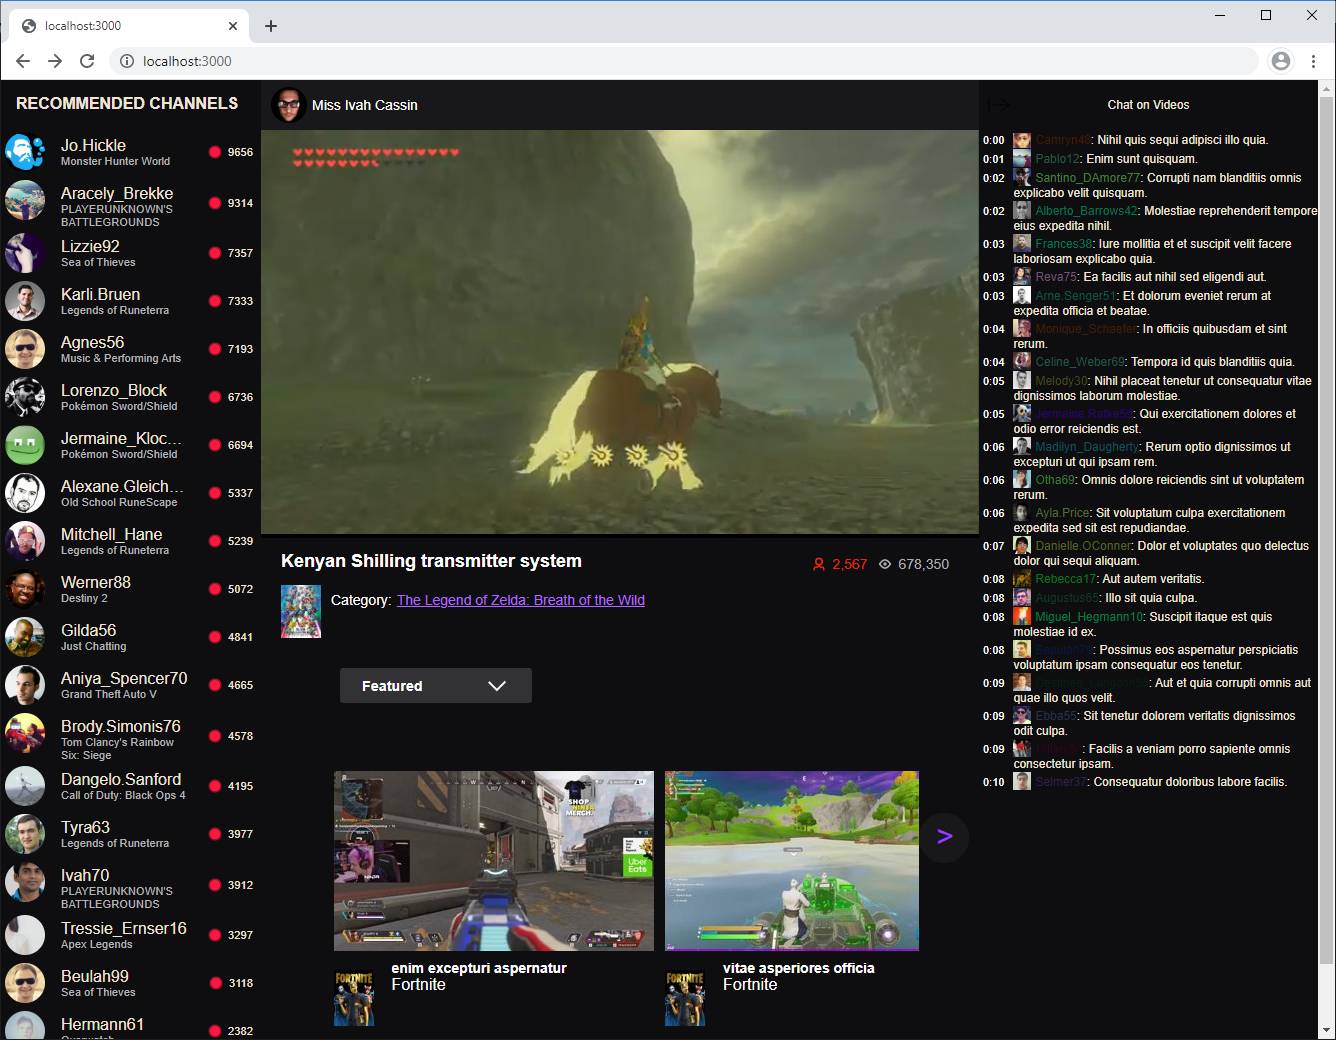 localhost:3000
localhost:3000
RECOMMENDED CHANNELS
Jo.Hickle
Monster Hunter World
9656
Aracely_Brekke
PLAYERUNKNOWN'S
BATTLEGROUNDS
9314
Lizzie92
Sea of Thieves
7357
Karli.Bruen
Legends of Runeterra
7333
Agnes56
Music & Performing Arts
7193
Lorenzo_Block
Pokémon Sword/Shield
6736
Jermaine_Kloc...
Pokémon Sword/Shield
6694
Alexane.Gleich...
Old School RuneScape
5337
Mitchell_Hane
Legends of Runeterra
5239
Werner88
Destiny 2
5072
Gilda56
Just Chatting
4841
Aniya_Spencer70
Grand Theft Auto V
4665
Brody.Simonis76
Tom Clancy's Rainbow
Six: Siege
4578
Dangelo.Sanford
Call of Duty: Black Ops 4
4195
Tyra63
Legends of Runeterra
3977
Ivah70
PLAYERUNKNOWN'S
BATTLEGROUNDS
3912
Tressie_Ernser16
Apex Legends
3297
Beulah99
Sea of Thieves
3118
Hermann61
2382
Miss Ivah Cassin
Kenyan Shilling transmitter system
2,567
678,350
Category: The Legend of Zelda: Breath of the Wild
Featured
SHOP
NINJA
MERCH.
Uber
Eats
>
FORTNITE
enim excepturi aspernatur
Fortnite
FORTNITE
vitae asperiores officia
Fortnite
Chat on Videos
0:00 Camryn48: Nihil quis sequi adipisci illo quia.
0:01 Pablo12: Enim sunt quisquam.
0:02 Santino_DAmore77: Corrupti nam blanditiis omnis
explicabo velit quisquam.
0:02 Alberto_Barrows42: Molestiae reprehenderit tempore
eius expedita nihil.
0:03 Frances38: Iure mollitia et et suscipit velit facere
laboriosam explicabo quia.
0:03 Reva75: Ea facilis aut nihil sed eligendi aut.
0:03 Arne.Senger51: Et dolorum eveniet rerum at
expedita officia et beatae.
0:04 Monique_Schaefer: In officiis quibusdam et sint
rerum.
0:04 Celine_Weber69: Tempora id quis blanditiis quia.
0:05 Melody30: Nihil placeat tenetur ut consequatur vitae
dignissimos laborum molestiae.
0:05 : Qui exercitationem dolores et
odio error reiciendis est.
0:06 Madilyn_Daugherty: Rerum optio dignissimos ut
excepturi ut qui ipsam rem.
0:06 Otha69: Omnis dolore reiciendis sint ut voluptatem
rerum.
0:06 Ayla.Price: Sit voluptatum culpa exercitationem
expedita sed sit est repudiandae.
0:07 Danielle.OConner: Dolor et voluptates quo delectus
dolor qui sequi aliquam.
0:08 Rebecca17: Aut autem veritatis.
0:08 Augustus65: Illo sit quia culpa.
0:08 Miguel_Hegmann10: Suscipit itaque est quis
molestiae id ex.
0:08 : Possimus eos aspernatur perspiciatis
voluptatum ipsam consequatur eos tenetur.
0:09 : Aut et quia corrupti omnis aut
quae illo quos velit.
0:09 Ebba55: Sit tenetur dolorem veritatis dignissimos
odit culpa.
0:09 : Facilis a veniam porro sapiente omnis
consectetur ipsam.
0:10 Selmer37: Consequatur doloribus labore facilis.